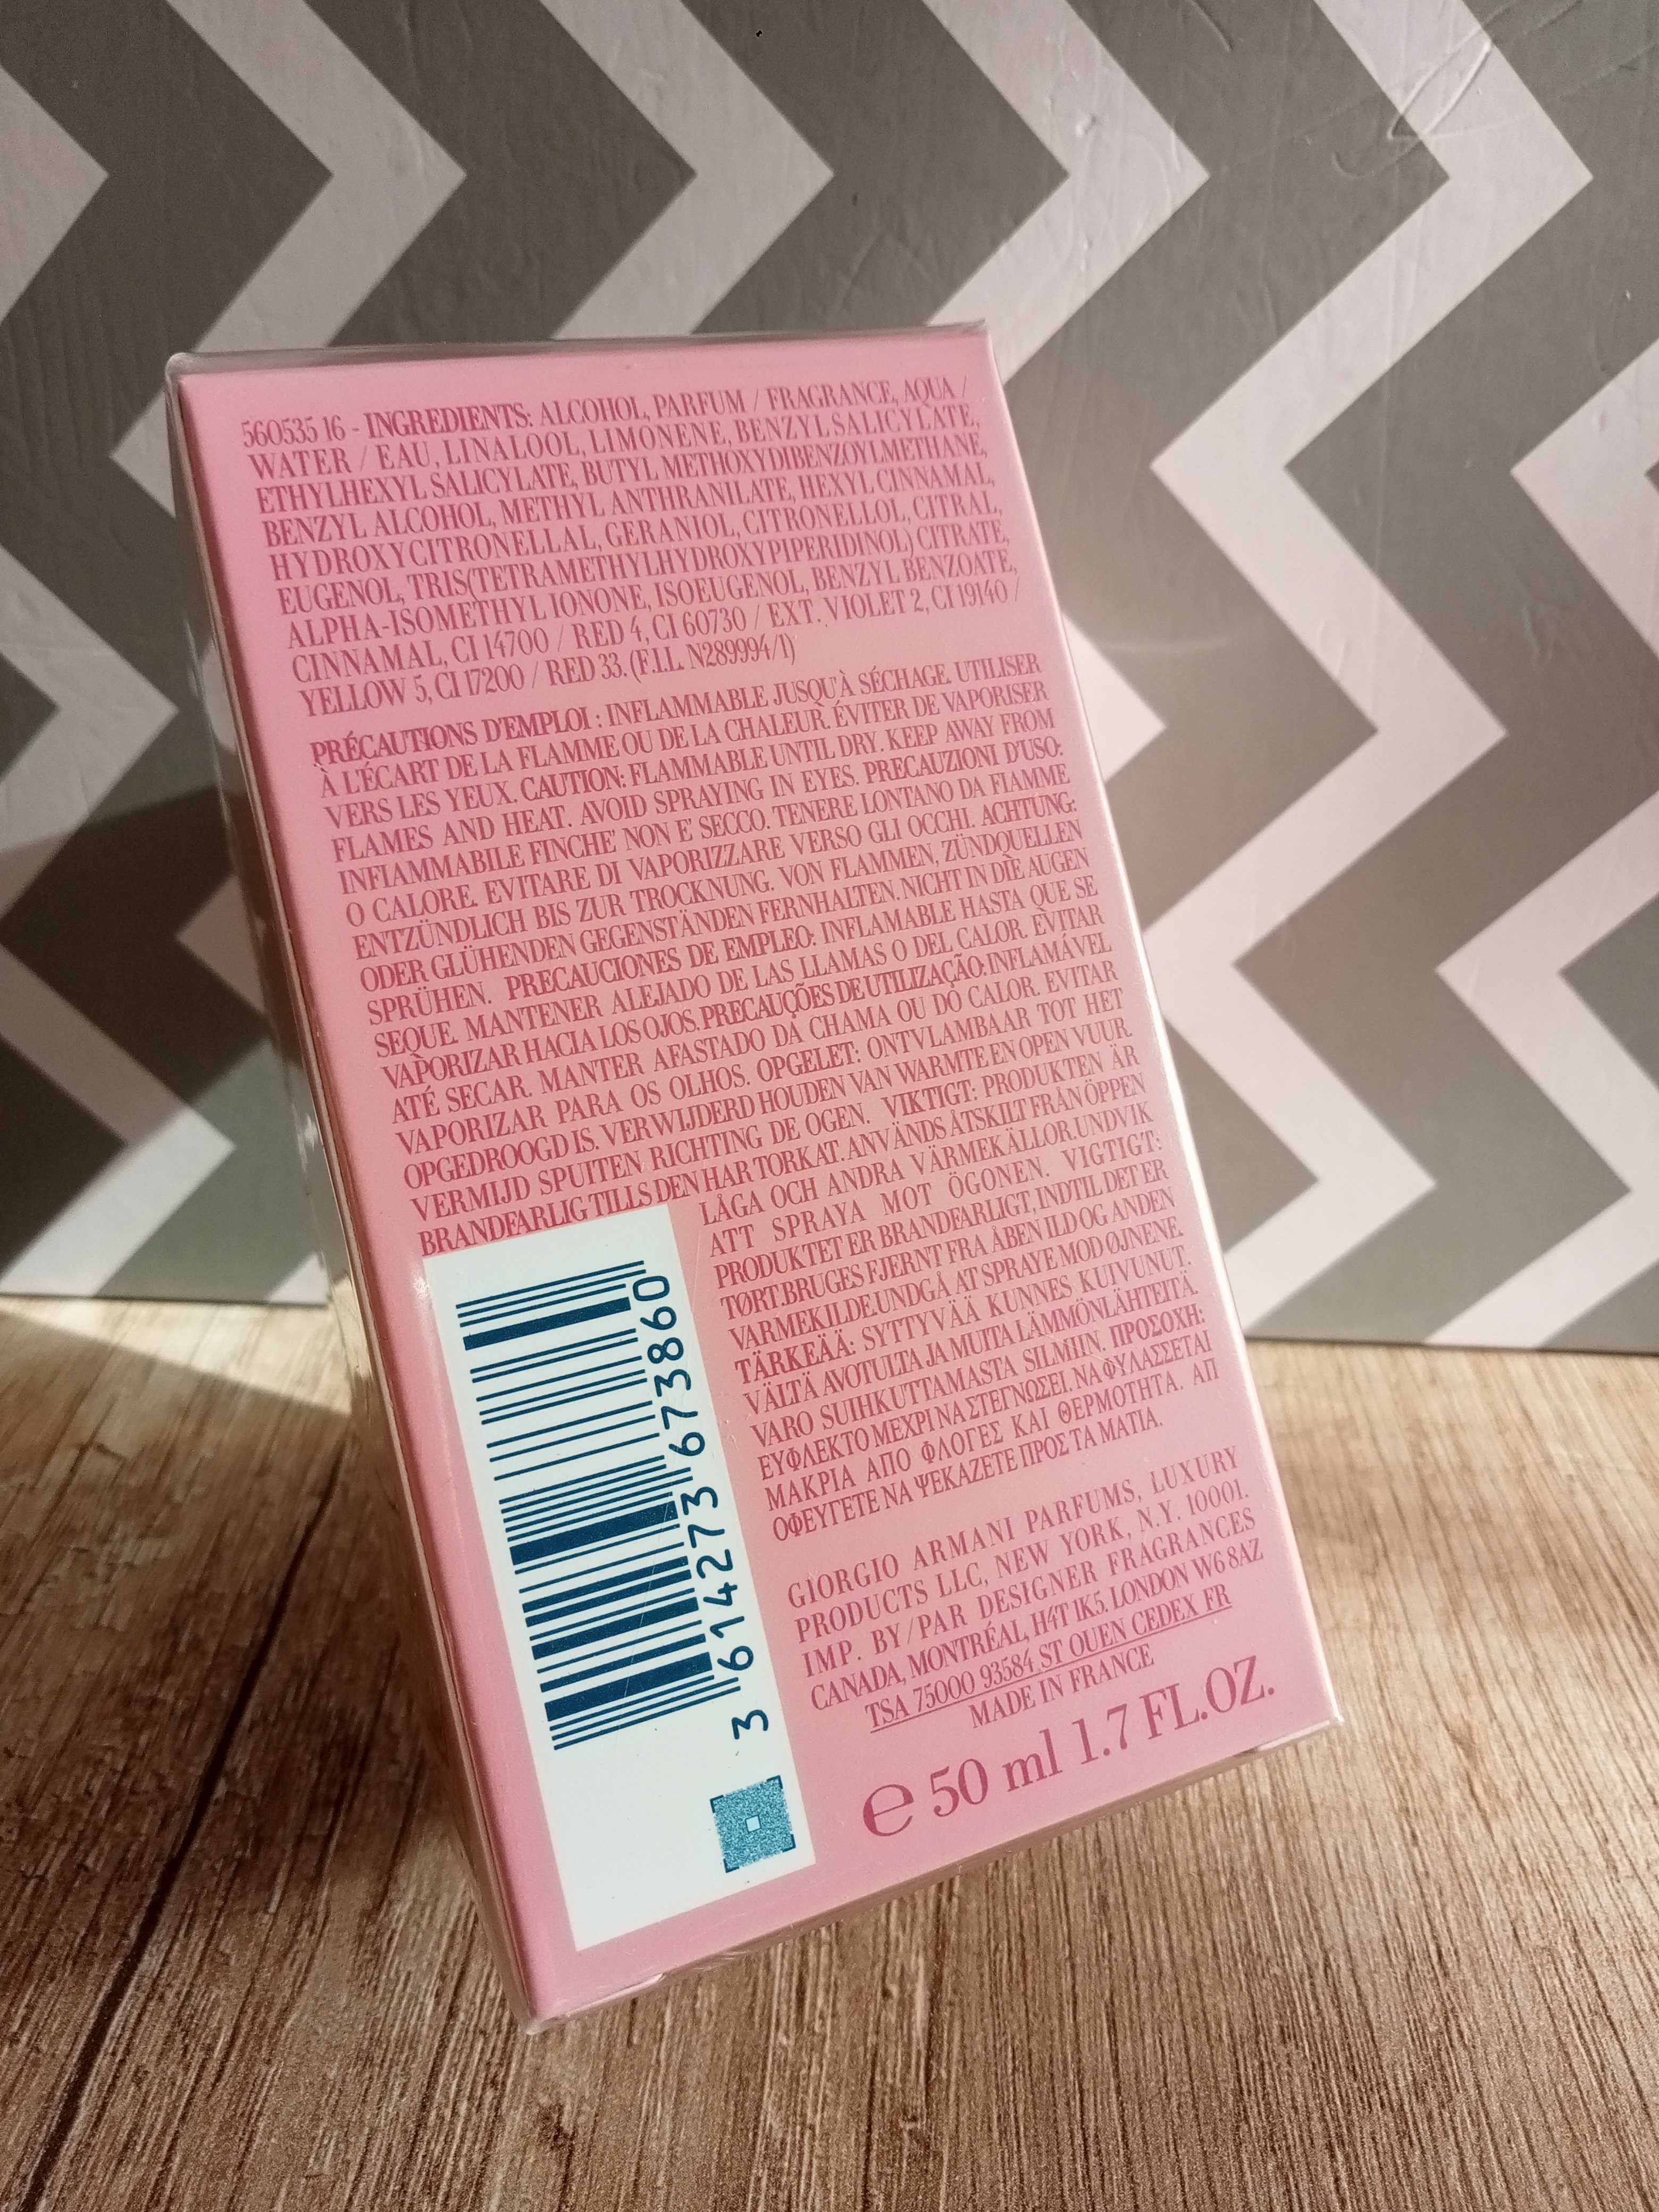 560535 16 - INGREDIENTS: ALCOHOL, PARFUM / FRAGRANCE, AQUA /
WATER / EAU, LINALOOL, LIMONENE, BENZYL SALICYLATE,
ETHYLHEXYL SALICYLATE, BUTYL METHOXYDIBENZOYLMETHANE,
BENZYL ALCOHOL, METHYL ANTHRANILATE, HEXYL CINNAMAL,
HYDROXYCITRONELLAL, GERANIOL, CITRONELLOL, CITRAL,
EUGENOL, TRIS(TETRAMETHYLHYDROXYPIPERIDINOL) CITRATE,
ALPHA-ISOMETHYL IONONE, ISOEUGENOL, BENZYL BENZOATE,
CINNAMAL, CI 14700 / RED 4, CI 60730 / EXT. VIOLET 2, CI 19140 /
YELLOW 5, CI 17200 / RED 33. (F.I.L. N289994/1)
PRÉCAUTIONS D'EMPLOI : INFLAMMABLE JUSQU'À SÉCHAGE. UTILISER
À L'ÉCART DE LA FLAMME OU DE LA CHALEUR. ÉVITER DE VAPORISER
VERS LES YEUX. CAUTION: FLAMMABLE UNTIL DRY. KEEP AWAY FROM
FLAMES AND HEAT. AVOID SPRAYING IN EYES. PRECAUZIONI D'USO:
INFIAMMABILE FINCHE' NON E' SECCO. TENERE LONTANO DA FIAMME
O CALORE. EVITARE DI VAPORIZZARE VERSO GLI OCCHI. ACHTUNG:
ENTZÜNDLICH BIS ZUR TROCKNUNG. VON FLAMMEN, ZÜNDQUELLEN
ODER GLÜHENDEN GEGENSTÄNDEN FERNHALTEN. NICHT IN DIE AUGEN
SPRÜHEN. PRECAUCIONES DE EMPLEO: INFLAMABLE HASTA QUE SE
SEQUE. MANTENER ALEJADO DE LAS LLAMAS O DEL CALOR. EVITAR
VAPORIZAR HACIA LOS OJOS. PRECAUÇÕES DE UTILIZAÇÃO: INFLAMÁVEL
ATÉ SECAR. MANTER AFASTADO DA CHAMA OU DO CALOR. EVITAR
VAPORIZAR PARA OS OLHOS. OPGELET: ONTVLAMBAAR TOT HET
OPGEDROOGD IS. VERWIJDERD HOUDEN VAN WARMTE EN OPEN VUUR.
VERMIJD SPUITEN RICHTING DE OGEN. VIKTIGT: PRODUKTEN ÄR
BRANDFARLIG TILLS DEN HAR TORKAT. ANVÄNDS ÅTSKILT FRÅN ÖPPEN
LÅGA OCH ANDRA VÄRMEKÄLLOR. UNDVIK
ATT SPRAYA MOT ÖGONEN. VIGTIGT:
PRODUKTET ER BRANDFARLIGT, INDTIL DET ER
TØRT. BRUGES FJERNT FRA ÅBEN ILD OG ANDEN
VARMEKILDE. UNDGÅ AT SPRAYE MOD ØJNENE.
TÄRKEÄÄ: SYTTYVÄÄ KUNNES KUIVUNUT.
VÄLTÄ AVOTULTA JA MUITA LÄMMÖNLÄHTEITÄ.
VARO SUIHKUTTAMASTA SILMIIN. ΠΡΟΣΟΧΗ:
ΕΥΦΛΕΚΤΟ ΜΕΧΡΙ ΝΑ ΣΤΕΓΝΩΣΕΙ. ΝΑ ΦΥΛΑΣΣΕΤΑΙ
ΜΑΚΡΙΑ ΑΠΟ ΦΛΟΓΕΣ ΚΑΙ ΘΕΡΜΟΤΗΤΑ. ΑΠ
ΟΦΕΥΓΕΤΕ ΝΑ ΨΕΚΑΖΕΤΕ ΠΡΟΣ ΤΑ ΜΑΤΙΑ.
GIORGIO ARMANI PARFUMS, LUXURY
PRODUCTS LLC, NEW YORK, N.Y. 10001.
IMP. BY / PAR DESIGNER FRAGRANCES
CANADA, MONTRÉAL, H4T 1K5. LONDON W6 8AZ
TSA 75000 93584 ST OUEN CEDEX FR
MADE IN FRANCE
℮ 50 ml 1.7 FL.OZ.
3 614273 673860